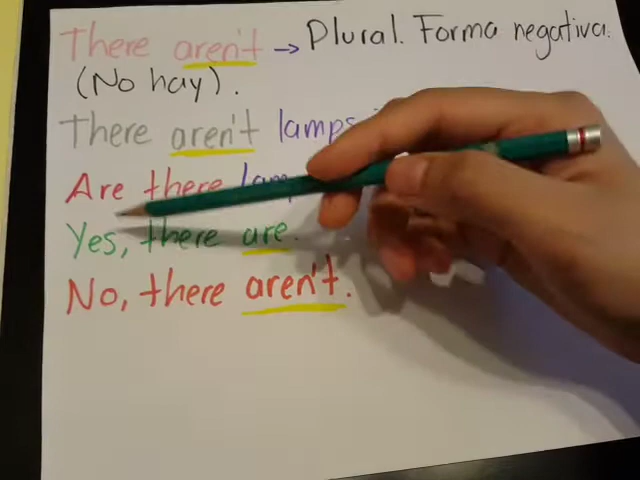 There aren't → Plural. Forma negativa.
(No hay).
There aren't lamps
Are there
Yes, there are.
No, there aren't.